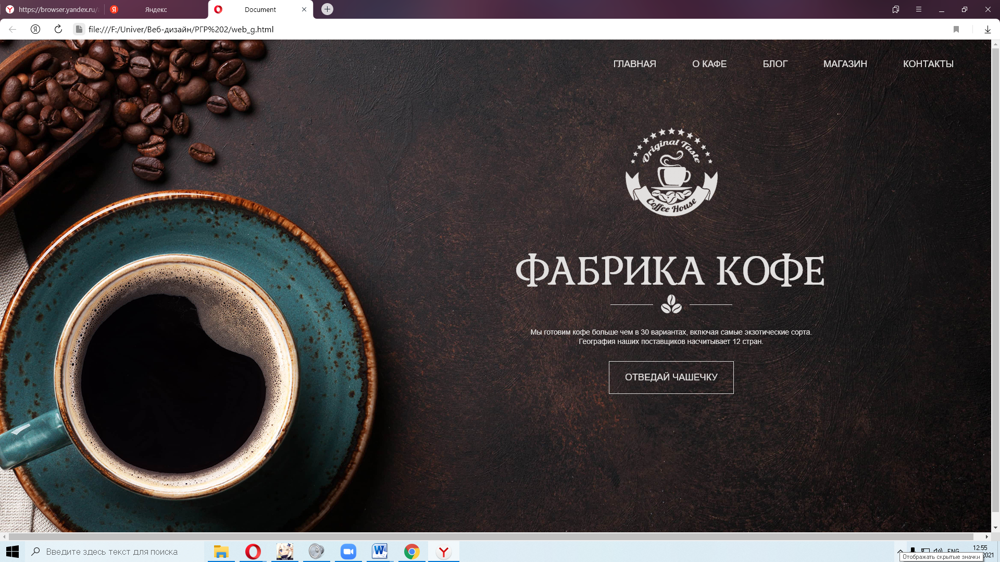 https://browser.yandex.ru/
Яндекс
Document
file:///F:/Univer/Веб-дизайн/РГР%202/web_g.html
ГЛАВНАЯ
О КАФЕ
БЛОГ
МАГАЗИН
КОНТАКТЫ
Original Taste
Coffee House
ФАБРИКА КОФЕ
Мы готовим кофе больше чем в 30 вариантах, включая самые экзотические сорта.
География наших поставщиков насчитывает 12 стран.
ОТВЕДАЙ ЧАШЕЧКУ
Введите здесь текст для поиска
ENG
12:55
2021
Отображать скрытые значки